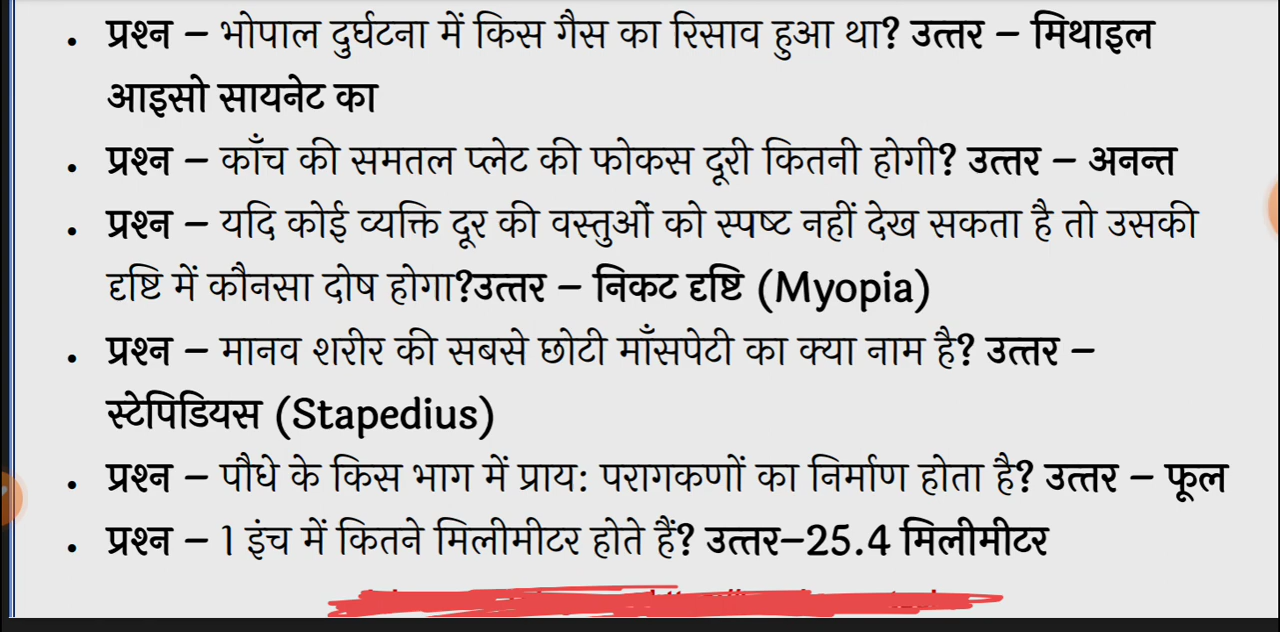 • प्रश्न – भोपाल दुर्घटना में किस गैस का रिसाव हुआ था? उत्तर – मिथाइल
आइसो सायनेट का
• प्रश्न – काँच की समतल प्लेट की फोकस दूरी कितनी होगी? उत्तर – अनन्त
• प्रश्न – यदि कोई व्यक्ति दूर की वस्तुओं को स्पष्ट नहीं देख सकता है तो उसकी
दृष्टि में कौनसा दोष होगा?उत्तर – निकट दृष्टि (Myopia)
• प्रश्न – मानव शरीर की सबसे छोटी माँसपेटी का क्या नाम है? उत्तर –
स्टेपिडियस (Stapedius)
• प्रश्न – पौधे के किस भाग में प्राय: परागकणों का निर्माण होता है? उत्तर – फूल
• प्रश्न – 1 इंच में कितने मिलीमीटर होते हैं? उत्तर–25.4 मिलीमीटर